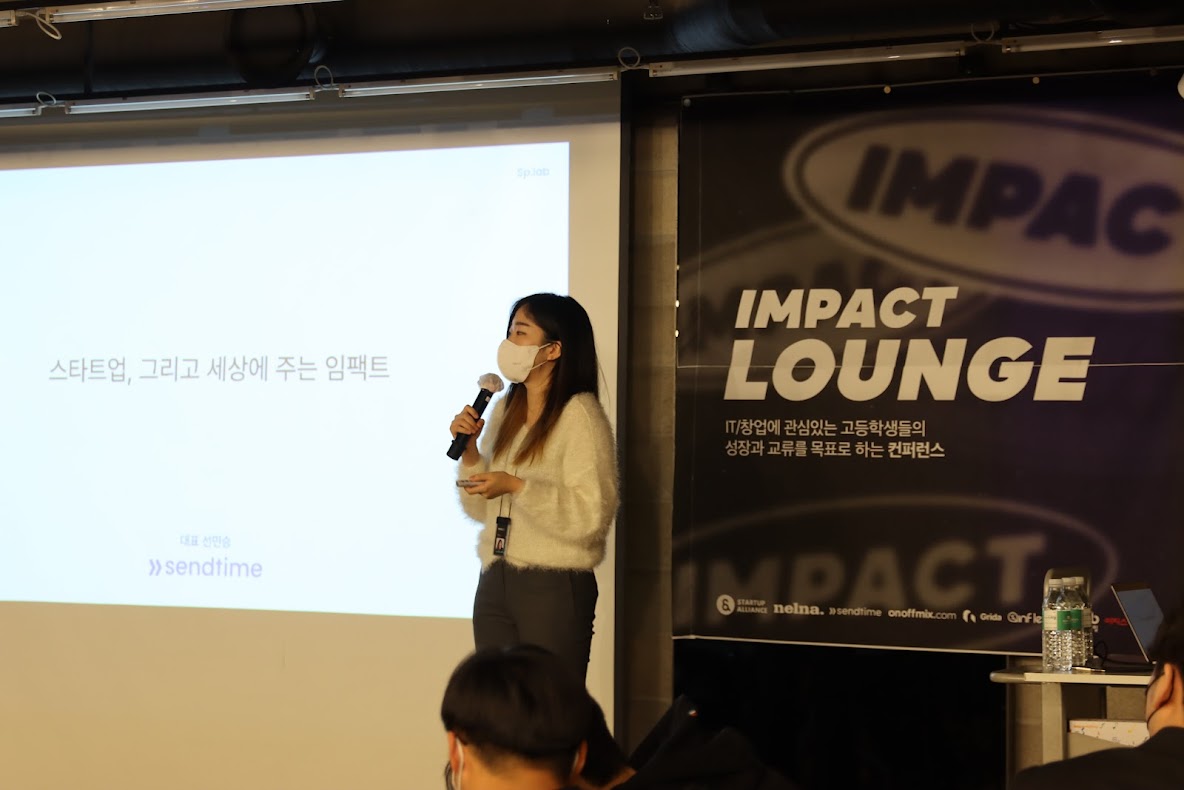 Sp.lab
스타트업, 그리고 세상에 주는 임팩트
대표 선민승
sendtime
IMPAC
IMPACT
LOUNGE
IT/창업에 관심있는 고등학생들의
성장과 교류를 목표로 하는 컨퍼런스
IMPACT
STARTUP
ALLIANCE
nelna.
sendtime
onoffmix.com
Grida